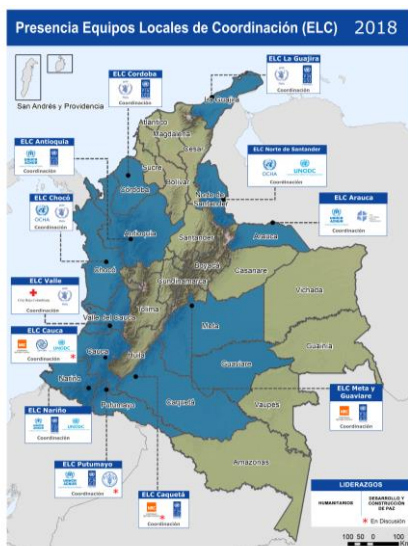 Presencia Equipos Locales de Coordinación (ELC) 2018
San Andrés y Providencia
ELC Cordoba
Coordinación
ELC La Guajira
Coordinación
La Guajira
Atlántico
Magdalena
Cesar
Sucre
Bolívar
Córdoba
ELC Antioquia
Coordinación
ELC Norte de Santander
OCHA
UNODC
Coordinación
Norte de
Santander
ELC Chocó
OCHA
Coordinación
Antioquia
Santander
ELC Arauca
Coordinación
Arauca
Boyacá
Casanare
Chocó
Cundinamarca
Vichada
ELC Valle
Coordinación
Tolima
Valle del Cauca
Meta
Guainía
ELC Cauca
UNODC
Coordinación *
Cauca
Huila
Guaviare
Nariño
ELC Nariño
UNODC
Coordinación
Putumayo
Caquetá
Vaupes
ELC Meta y
Guaviare
Coordinación
Amazonas
ELC Putumayo
Coordinación *
ELC Caquetá
Coordinación *
LIDERAZGOS
HUMANITARIOS
DESARROLLO Y
CONSTRUCCIÓN
DE PAZ
* En Discusión
100 50 0 100